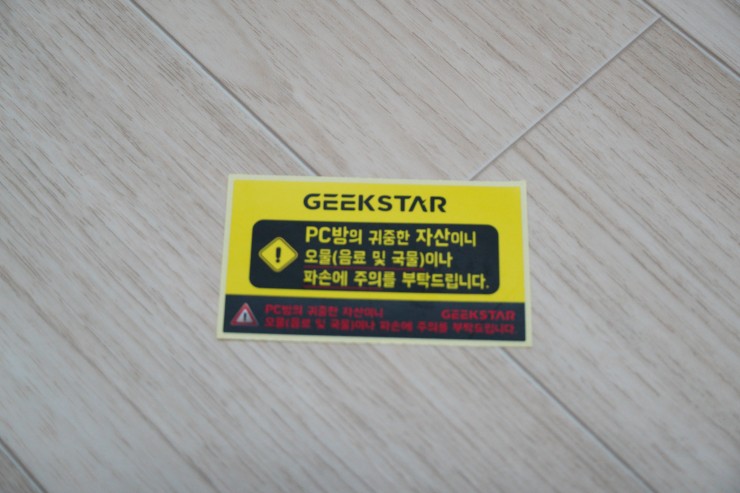 GEEKSTAR
PC방의 귀중한 자산이니
오물(음료 및 국물)이나
파손에 주의를 부탁드립니다.
PC방의 귀중한 자산이니
GEEKSTAR
오물(음료 및 국물)이나 파손에 주의를 부탁드립니다.